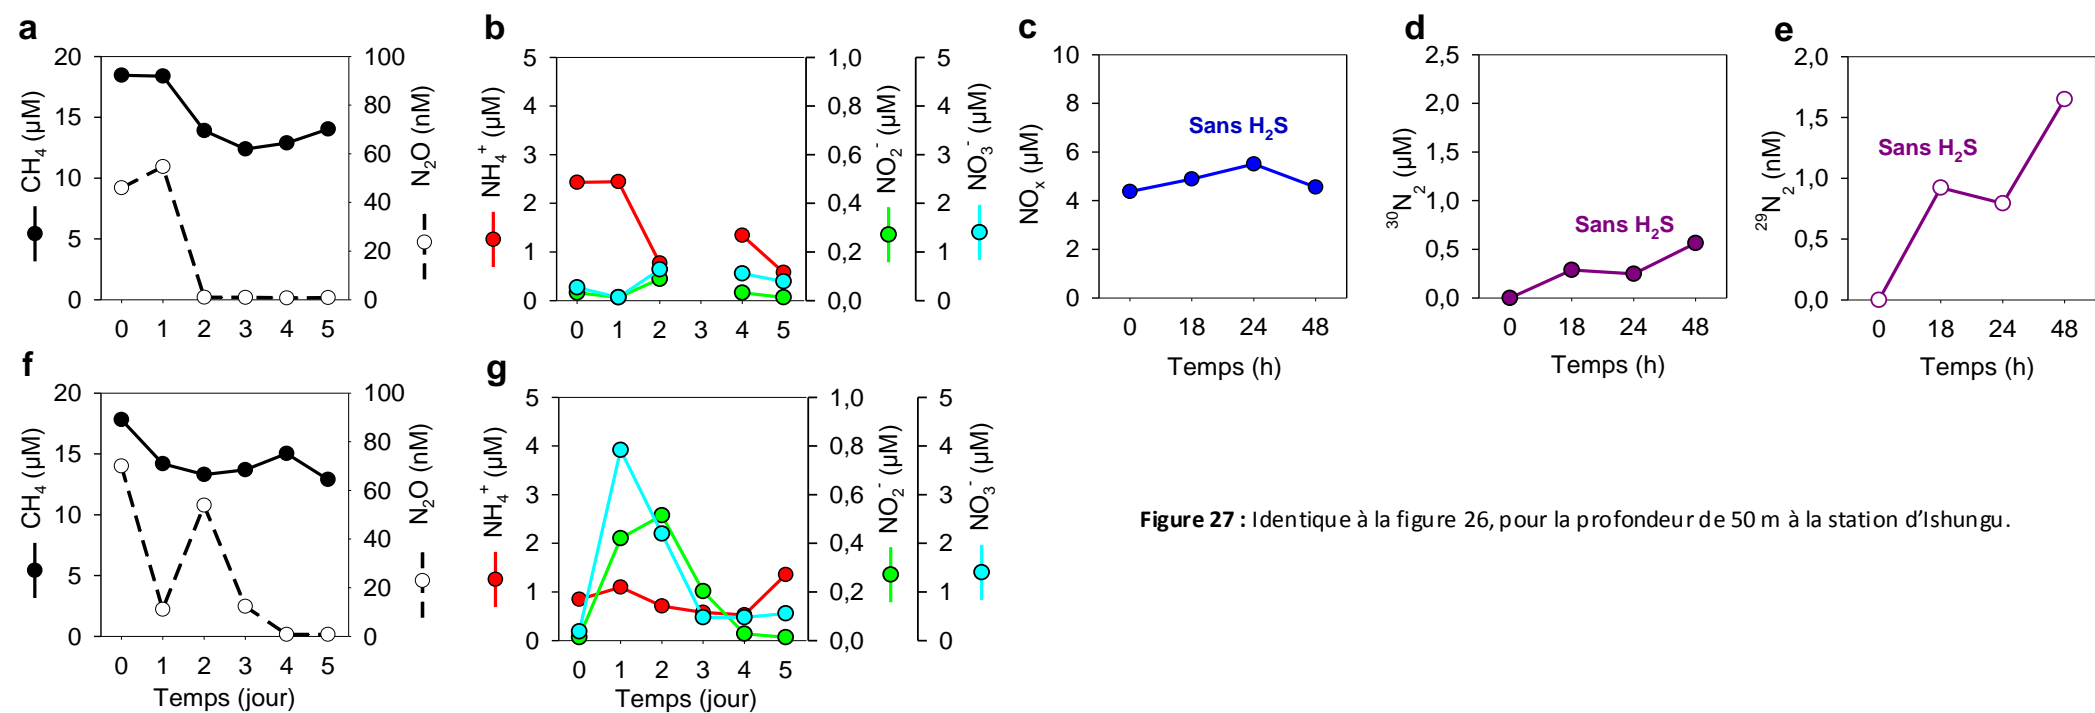 a
CH₄ (µM)
20
15
10
5
0
100
80
60
40
20
0
N₂O (nM)
0 1 2 3 4 5
b
NH₄⁺ (µM)
5
4
3
2
1
0
1,0
0,8
0,6
0,4
0,2
0,0
NO₂⁻ (µM)
5
4
3
2
1
0
NO₃⁻ (µM)
0 1 2 3 4 5
c
NOₓ (µM)
10
8
6
4
2
0
Sans H₂S
0 18 24 48
Temps (h)
d
³⁰N₂ (µM)
2,5
2,0
1,5
1,0
0,5
0,0
Sans H₂S
0 18 24 48
Temps (h)
e
²⁹N₂ (nM)
2,0
1,5
1,0
0,5
0,0
Sans H₂S
0 18 24 48
Temps (h)
f
CH₄ (µM)
20
15
10
5
0
100
80
60
40
20
0
N₂O (nM)
0 1 2 3 4 5
Temps (jour)
g
NH₄⁺ (µM)
5
4
3
2
1
0
1,0
0,8
0,6
0,4
0,2
0,0
NO₂⁻ (µM)
5
4
3
2
1
0
NO₃⁻ (µM)
0 1 2 3 4 5
Temps (jour)
Figure 27 : Identique à la figure 26, pour la profondeur de 50 m à la station d'Ishungu.